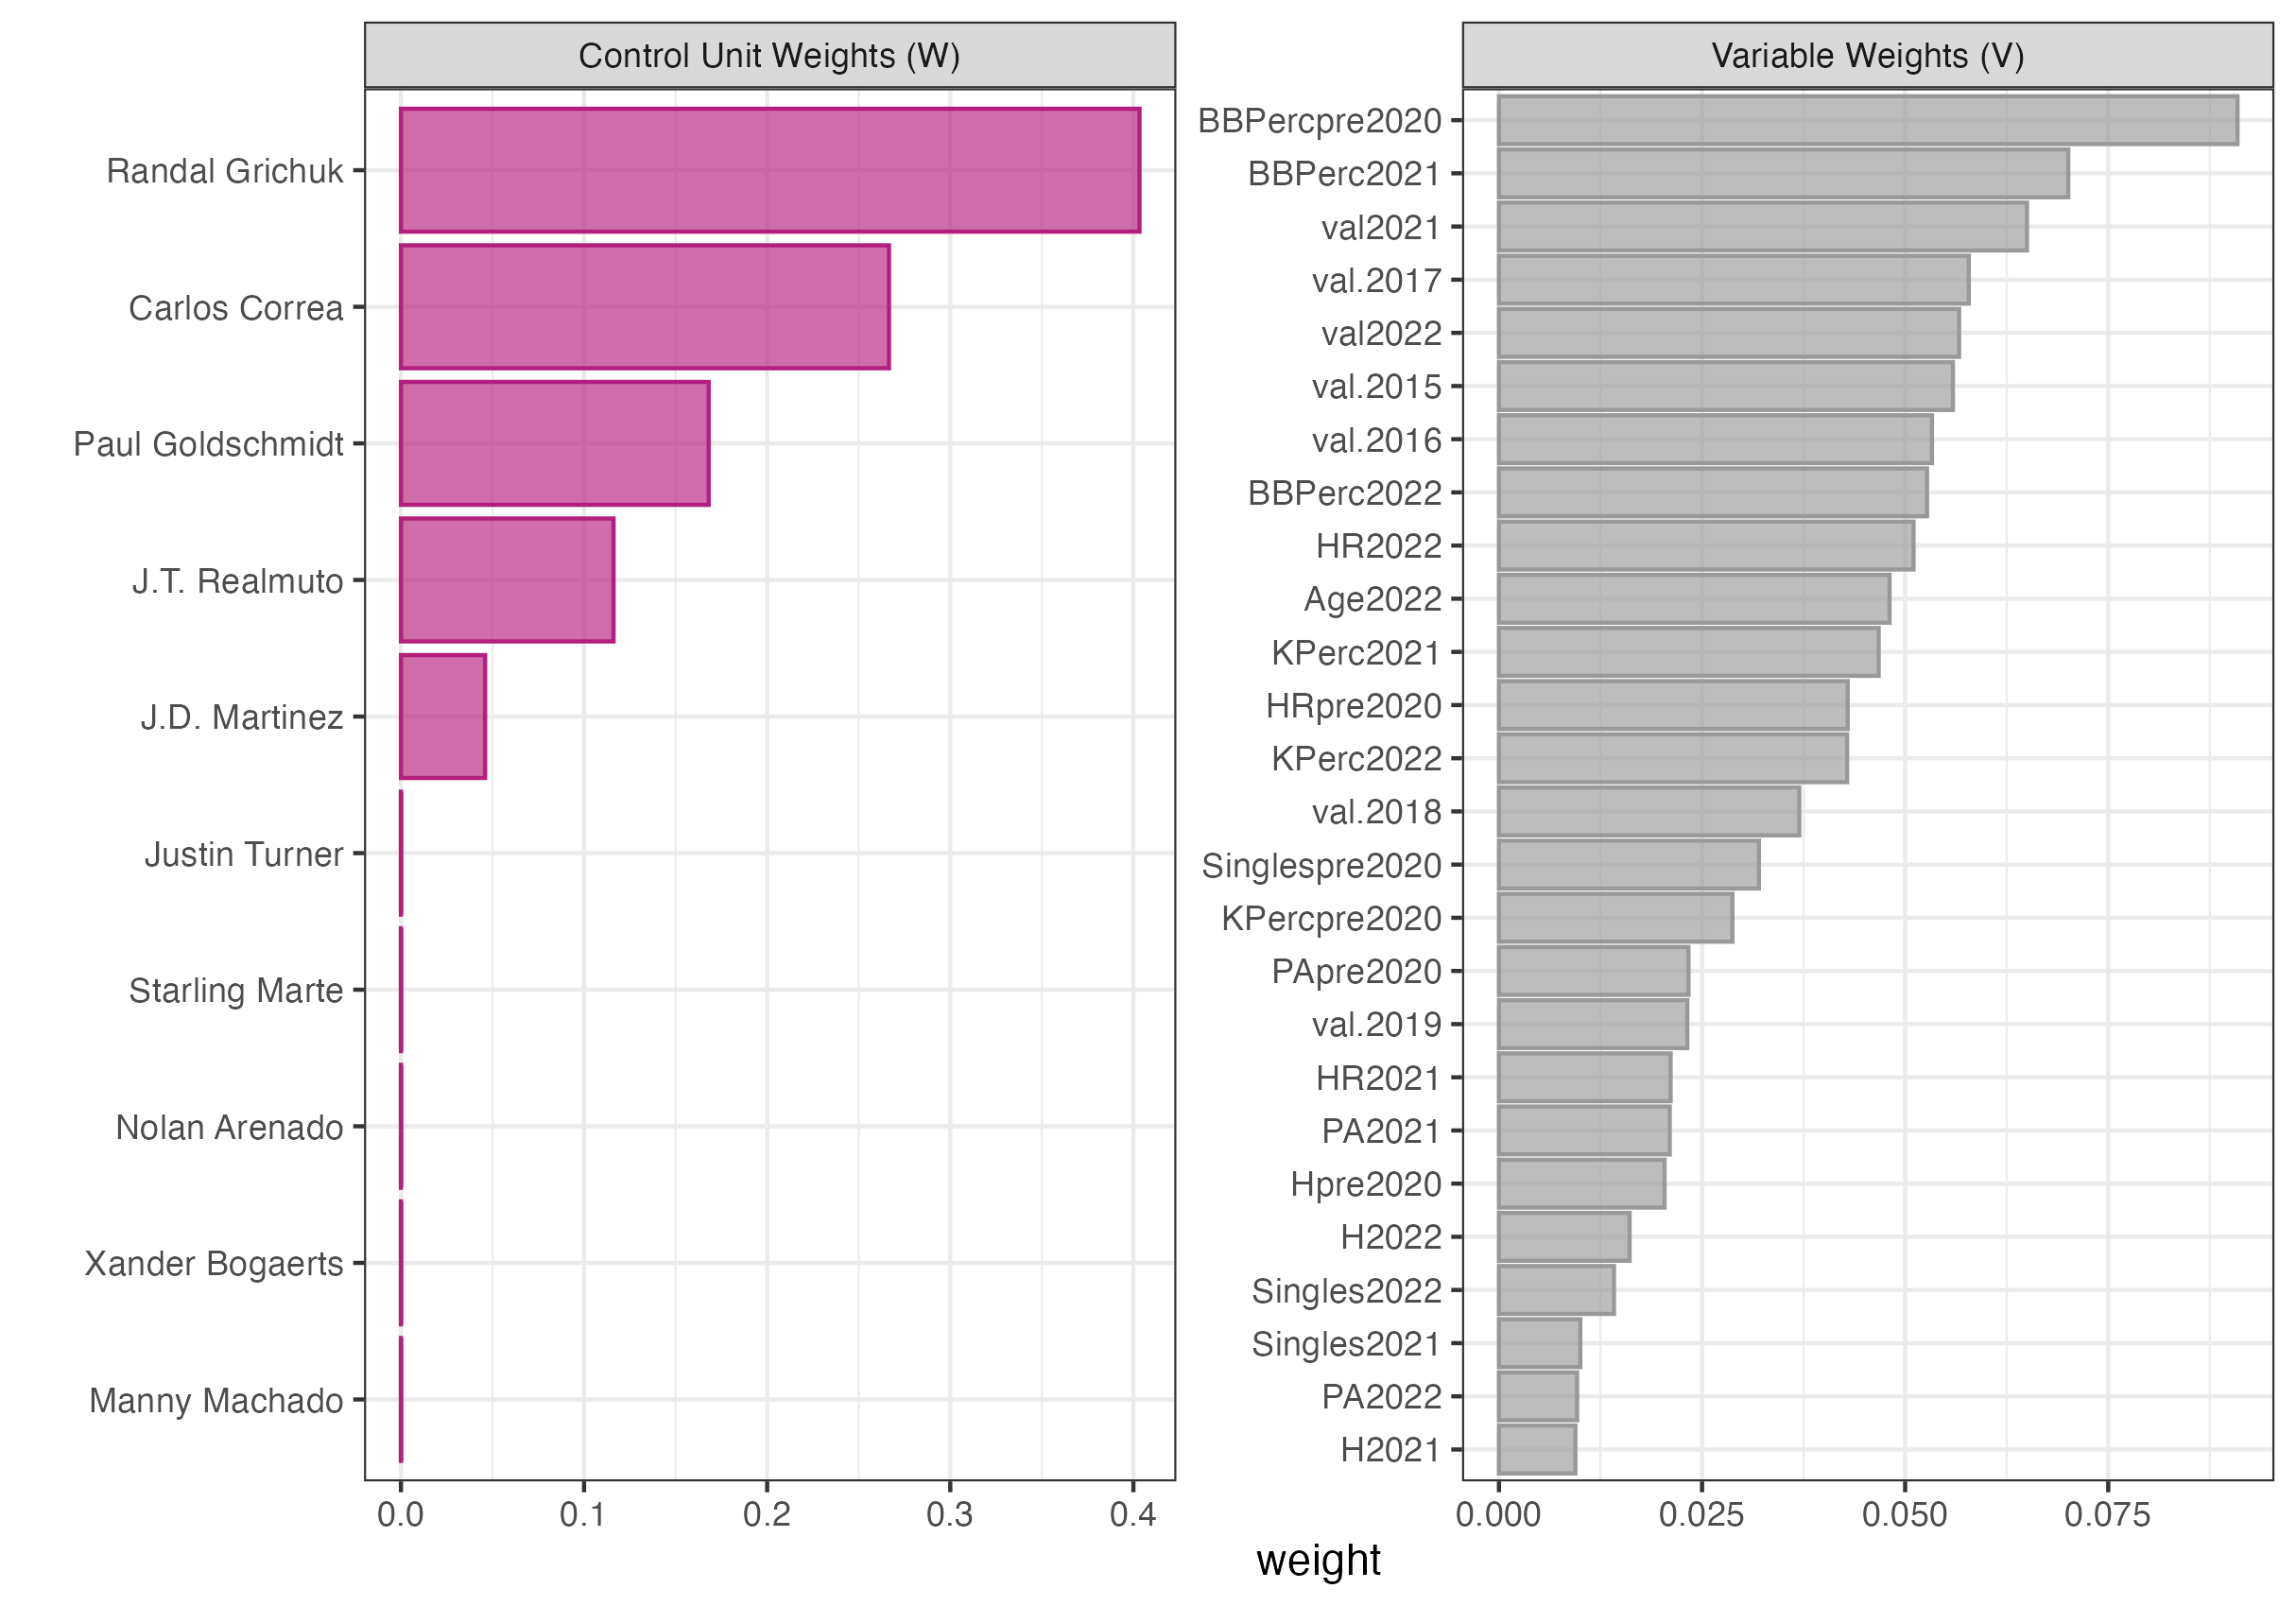 Control Unit Weights (W)
Randal Grichuk
Carlos Correa
Paul Goldschmidt
J.T. Realmuto
J.D. Martinez
Justin Turner
Starling Marte
Nolan Arenado
Xander Bogaerts
Manny Machado
0.0 0.1 0.2 0.3 0.4
Variable Weights (V)
BBPercpre2020
BBPerc2021
val2021
val.2017
val2022
val.2015
val.2016
BBPerc2022
HR2022
Age2022
KPerc2021
HRpre2020
KPerc2022
val.2018
Singlespre2020
KPercpre2020
PApre2020
val.2019
HR2021
PA2021
Hpre2020
H2022
Singles2022
Singles2021
PA2022
H2021
0.000 0.025 0.050 0.075
weight